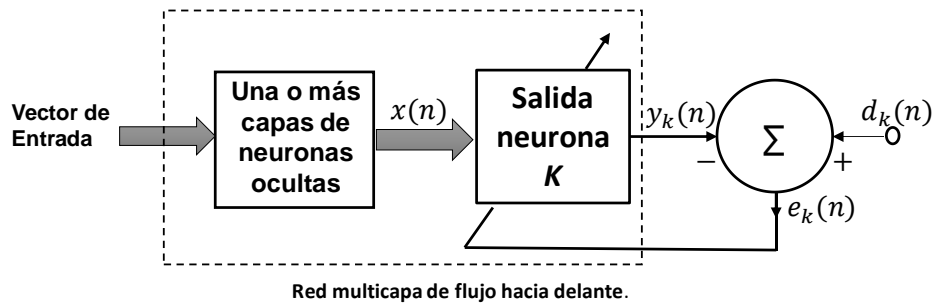 Vector de
Entrada
Una o más
capas de
neuronas
ocultas
x(n)
Salida
neurona
K
y_k(n)
−
Σ
+
d_k(n)
e_k(n)
Red multicapa de flujo hacia delante.